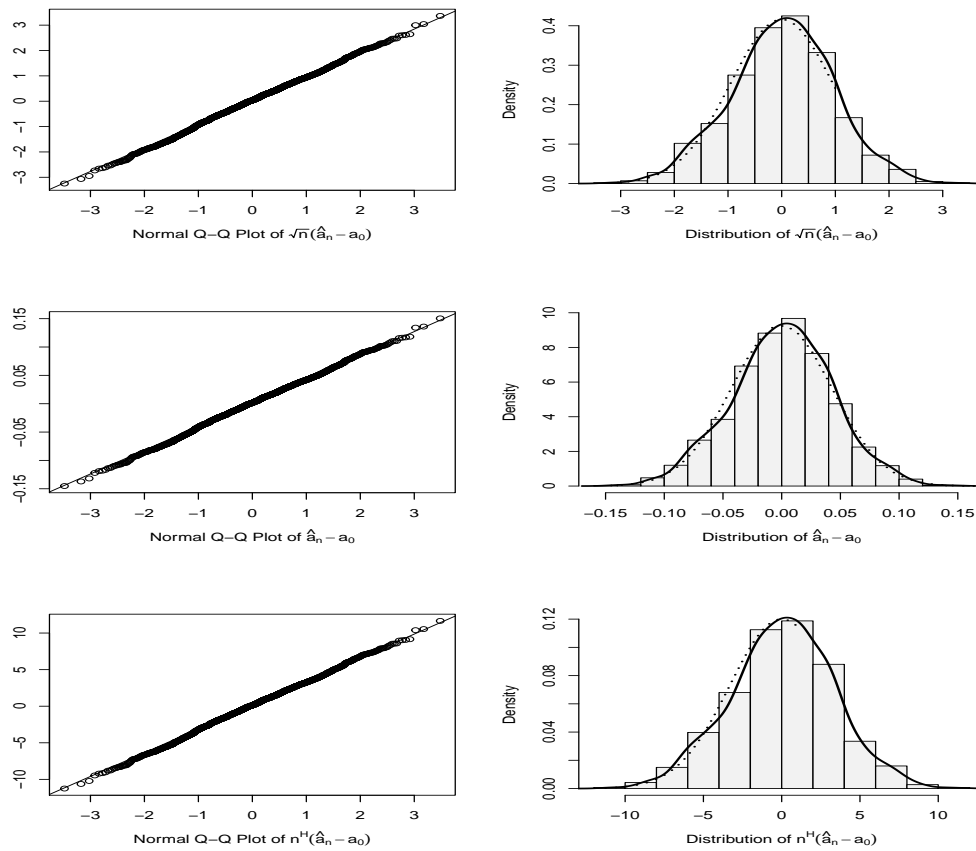 3
2
1
0
−1
−3
−3 −2 −1 0 1 2 3
Normal Q−Q Plot of √n(âₙ − a₀)
Density
0.4
0.3
0.2
0.1
0.0
−3 −2 −1 0 1 2 3
Distribution of √n(âₙ − a₀)
0.15
0.05
−0.05
−0.15
−3 −2 −1 0 1 2 3
Normal Q−Q Plot of âₙ − a₀
Density
10
8
6
4
2
0
−0.15 −0.10 −0.05 0.00 0.05 0.10 0.15
Distribution of âₙ − a₀
10
5
0
−5
−10
−3 −2 −1 0 1 2 3
Normal Q−Q Plot of nᴴ(âₙ − a₀)
Density
0.12
0.08
0.04
0.00
−10 −5 0 5 10
Distribution of nᴴ(âₙ − a₀)